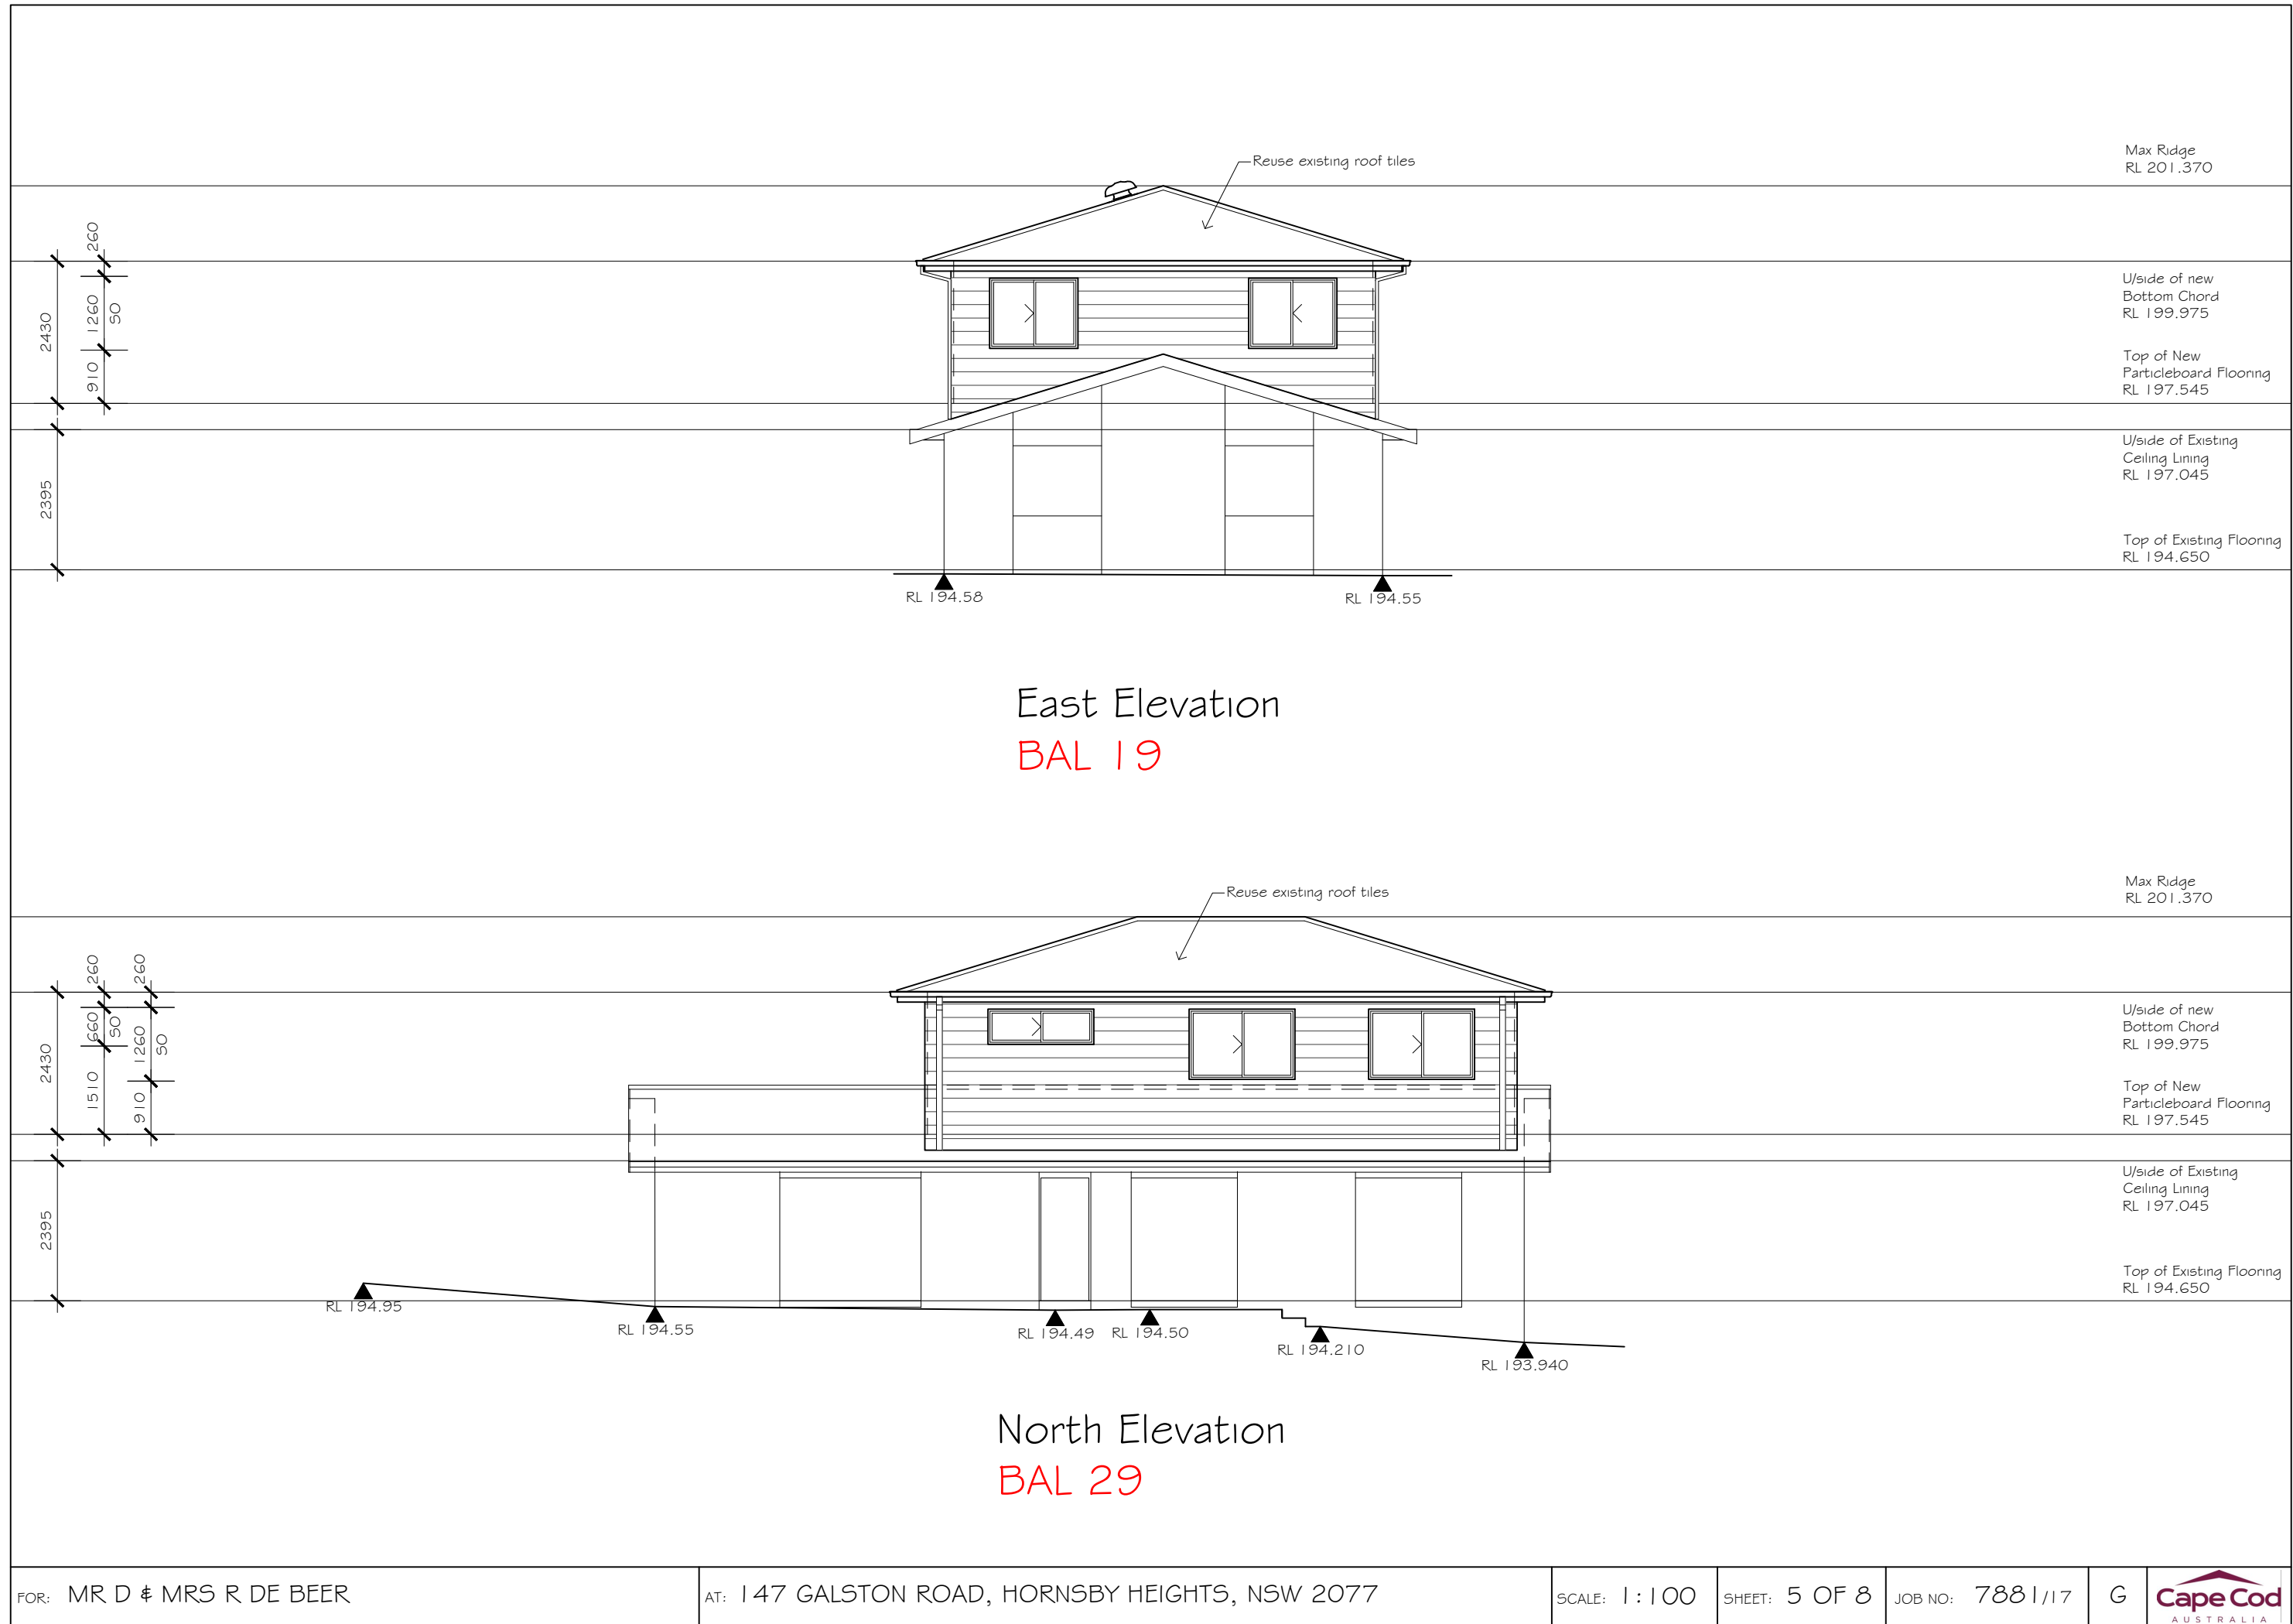 Reuse existing roof tiles
Max Ridge
RL 201.370
260
1260
50
910
2430
2395
U/side of new
Bottom Chord
RL 199.975
Top of New
Particleboard Flooring
RL 197.545
U/side of Existing
Ceiling Lining
RL 197.045
Top of Existing Flooring
RL 194.650
RL 194.58
RL 194.55
East Elevation
BAL 19
Reuse existing roof tiles
Max Ridge
RL 201.370
260
260
660
50
1260
50
1510
910
2430
2395
U/side of new
Bottom Chord
RL 199.975
Top of New
Particleboard Flooring
RL 197.545
U/side of Existing
Ceiling Lining
RL 197.045
Top of Existing Flooring
RL 194.650
RL 194.95
RL 194.55
RL 194.49
RL 194.50
RL 194.210
RL 193.940
North Elevation
BAL 29
FOR: MR D & MRS R DE BEER
AT: 147 GALSTON ROAD, HORNSBY HEIGHTS, NSW 2077
SCALE: 1:100
SHEET: 5 OF 8
JOB NO: 7881/17
G
Cape Cod
AUSTRALIA